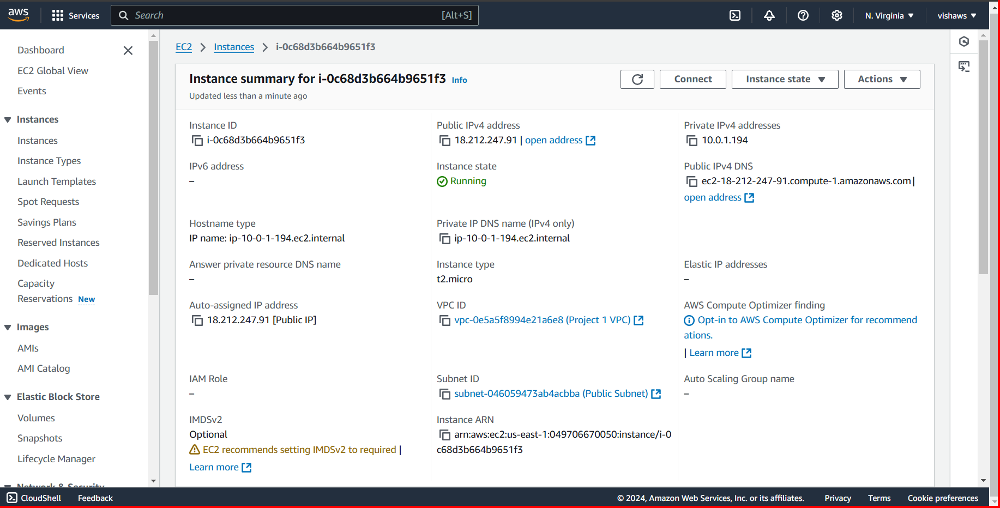 aws
Services
Search
[Alt+S]
N. Virginia
vishaws
Dashboard
EC2 Global View
Events
Instances
Instances
Instance Types
Launch Templates
Spot Requests
Savings Plans
Reserved Instances
Dedicated Hosts
Capacity
Reservations New
Images
AMIs
AMI Catalog
Elastic Block Store
Volumes
Snapshots
Lifecycle Manager
Network & Security
EC2 > Instances > i-0c68d3b664b9651f3
Instance summary for i-0c68d3b664b9651f3 Info
Updated less than a minute ago
Connect
Instance state
Actions
Instance ID
i-0c68d3b664b9651f3
Public IPv4 address
18.212.247.91 | open address
Private IPv4 addresses
10.0.1.194
IPv6 address
–
Instance state
Running
Public IPv4 DNS
ec2-18-212-247-91.compute-1.amazonaws.com |
open address
Hostname type
IP name: ip-10-0-1-194.ec2.internal
Private IP DNS name (IPv4 only)
ip-10-0-1-194.ec2.internal
Answer private resource DNS name
–
Instance type
t2.micro
Elastic IP addresses
–
Auto-assigned IP address
18.212.247.91 [Public IP]
VPC ID
vpc-0e5a5f8994e21a6e8 (Project 1 VPC)
AWS Compute Optimizer finding
Opt-in to AWS Compute Optimizer for recommend
ations.
| Learn more
IAM Role
–
Subnet ID
subnet-046059473ab4acbba (Public Subnet)
Auto Scaling Group name
–
IMDSv2
Optional
EC2 recommends setting IMDSv2 to required |
Learn more
Instance ARN
arn:aws:ec2:us-east-1:049706670050:instance/i-0
c68d3b664b9651f3
CloudShell
Feedback
© 2024, Amazon Web Services, Inc. or its affiliates.
Privacy
Terms
Cookie preferences